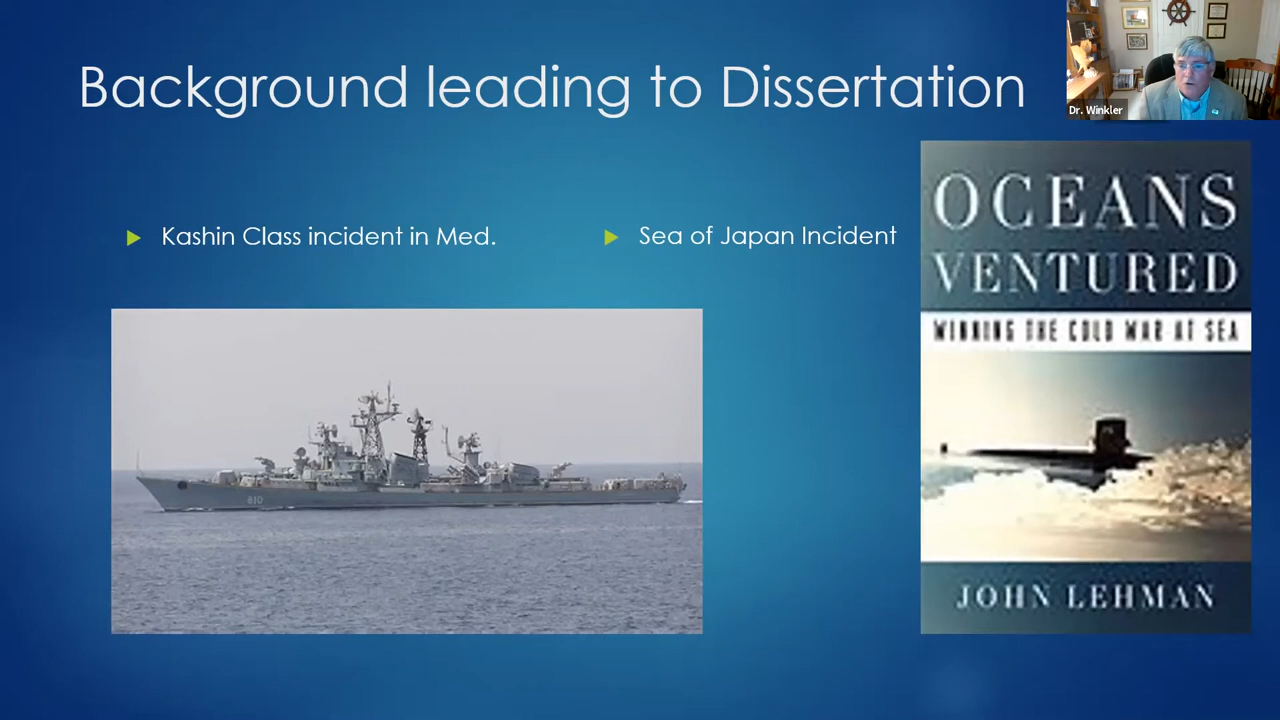 Background leading to Dissertation
Dr. Winkler
Kashin Class incident in Med.
Sea of Japan Incident
OCEANS
VENTURED
WINNING THE COLD WAR AT SEA
JOHN LEHMAN
810